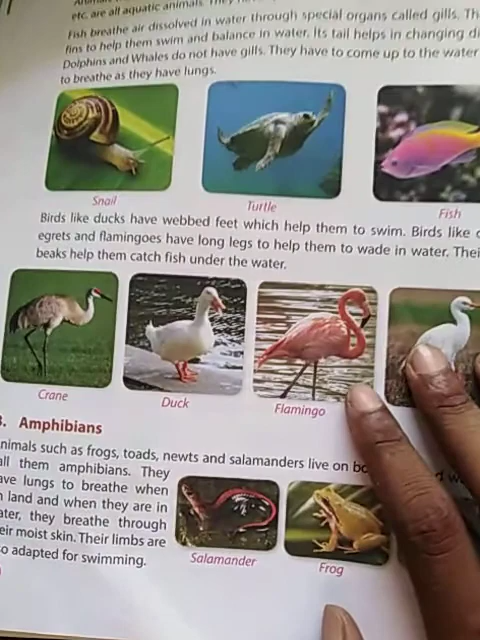 etc. are all aquatic animals. They
Fish breathe air dissolved in water through special organs called gills. Th
fins to help them swim and balance in water. Its tail helps in changing di
Dolphins and Whales do not have gills. They have to come up to the water
to breathe as they have lungs.
Snail
Turtle
Fish
Birds like ducks have webbed feet which help them to swim. Birds like c
egrets and flamingoes have long legs to help them to wade in water. Thei
beaks help them catch fish under the water.
Crane
Duck
Flamingo
3. Amphibians
nimals such as frogs, toads, newts and salamanders live on bo
all them amphibians. They
ave lungs to breathe when
n land and when they are in
ater, they breathe through
eir moist skin. Their limbs are
so adapted for swimming.
Salamander
Frog